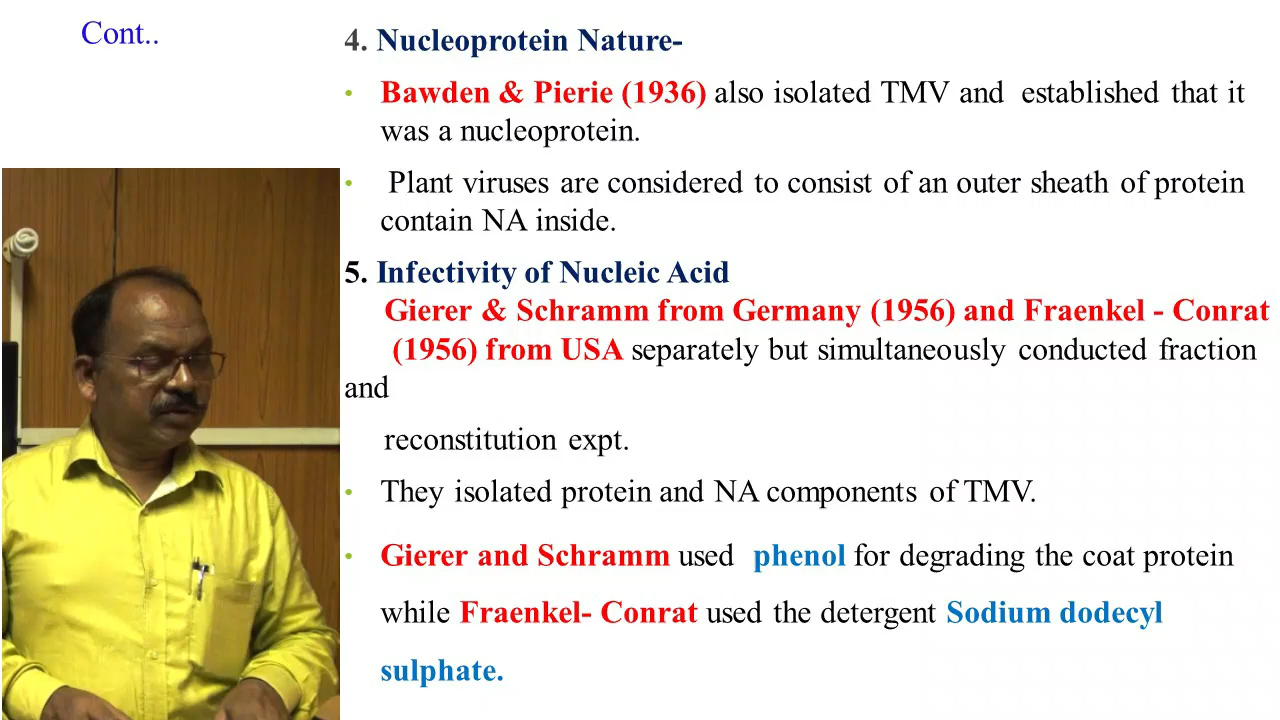 Cont..
4. Nucleoprotein Nature-
• Bawden & Pierie (1936) also isolated TMV and established that it
was a nucleoprotein.
• Plant viruses are considered to consist of an outer sheath of protein
contain NA inside.
5. Infectivity of Nucleic Acid
Gierer & Schramm from Germany (1956) and Fraenkel - Conrat
(1956) from USA separately but simultaneously conducted fraction
and
reconstitution expt.
• They isolated protein and NA components of TMV.
• Gierer and Schramm used phenol for degrading the coat protein
while Fraenkel- Conrat used the detergent Sodium dodecyl
sulphate.